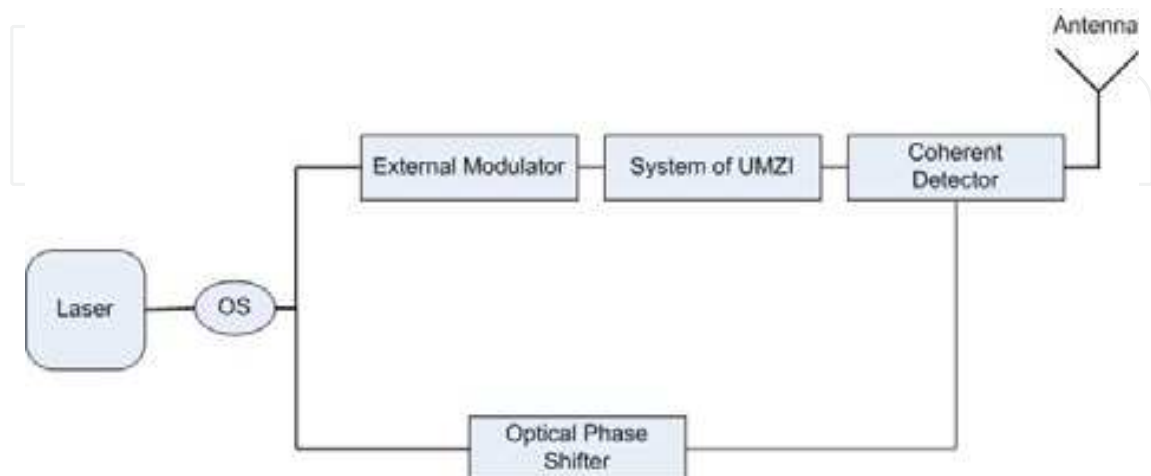 Antenna
External Modulator
System of UMZI
Coherent
Detector
Laser
OS
Optical Phase
Shifter